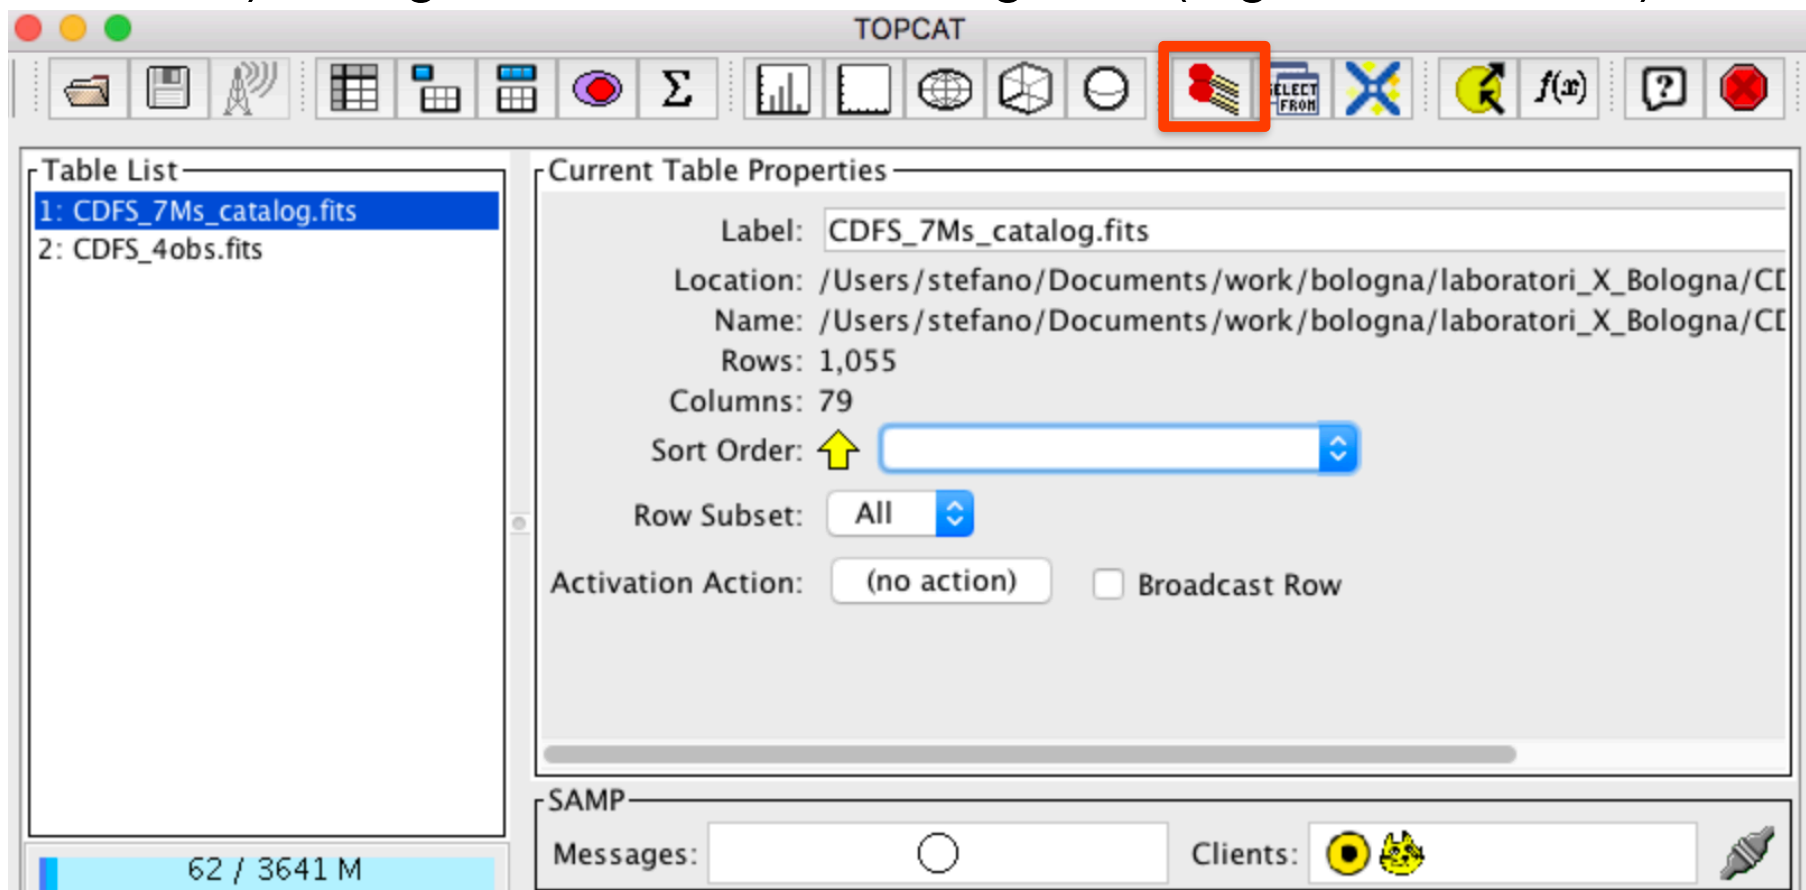 TOPCAT
Σ
SELECT
FROM
f(x)
?
Table List
1: CDFS_7Ms_catalog.fits
2: CDFS_4obs.fits
Current Table Properties
Label: CDFS_7Ms_catalog.fits
Location: /Users/stefano/Documents/work/bologna/laboratori_X_Bologna/CD
Name: /Users/stefano/Documents/work/bologna/laboratori_X_Bologna/CD
Rows: 1,055
Columns: 79
Sort Order:
Row Subset: All
Activation Action: (no action) Broadcast Row
SAMP
Messages: Clients:
62 / 3641 M